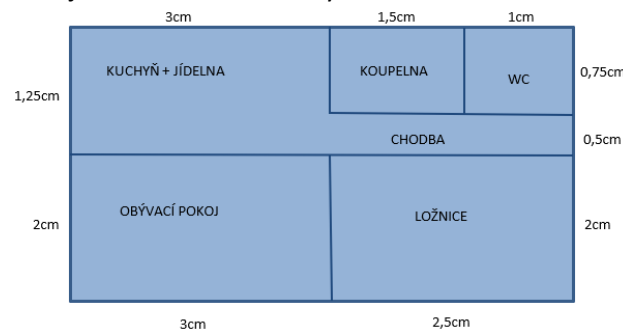 3cm 1,5cm 1cm
KUCHYŇ + JÍDELNA KOUPELNA WC 0,75cm
1,25cm
CHODBA 0,5cm
OBÝVACÍ POKOJ LOŽNICE
2cm 2cm
3cm 2,5cm